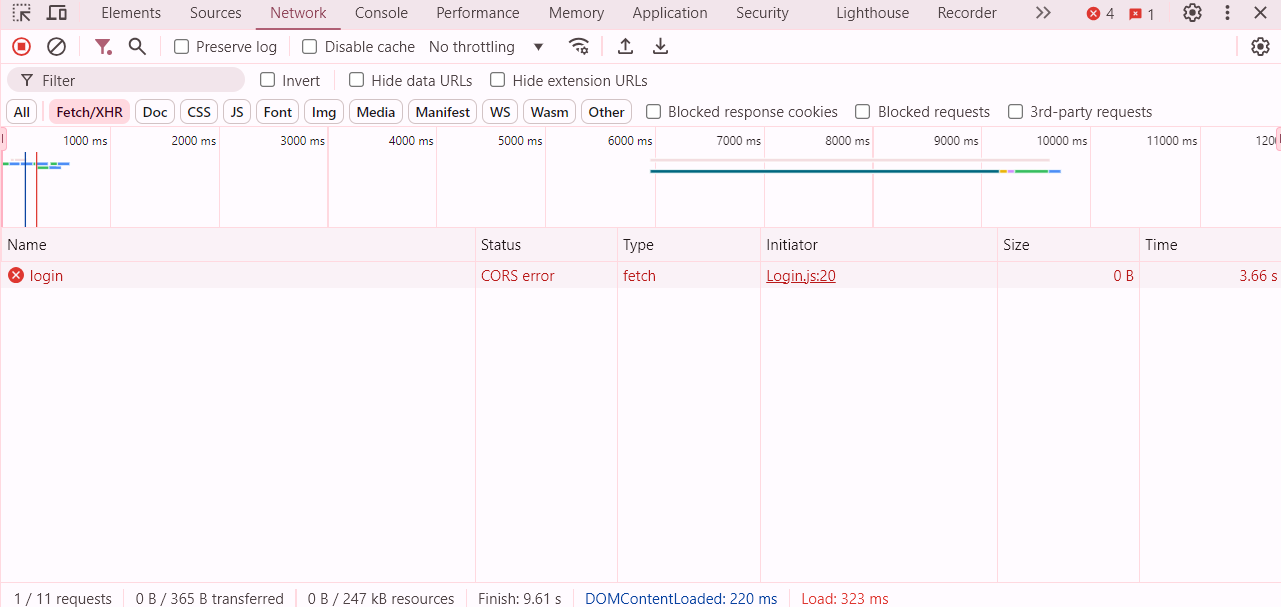 Elements Sources Network Console Performance Memory Application Security Lighthouse Recorder 4 1
Preserve log Disable cache No throttling
Filter Invert Hide data URLs Hide extension URLs
All Fetch/XHR Doc CSS JS Font Img Media Manifest WS Wasm Other Blocked response cookies Blocked requests 3rd-party requests
1000 ms 2000 ms 3000 ms 4000 ms 5000 ms 6000 ms 7000 ms 8000 ms 9000 ms 10000 ms 11000 ms
Name Status Type Initiator Size Time
login CORS error fetch Login.js:20 0 B 3.66 s
1 / 11 requests 0 B / 365 B transferred 0 B / 247 kB resources Finish: 9.61 s DOMContentLoaded: 220 ms Load: 323 ms